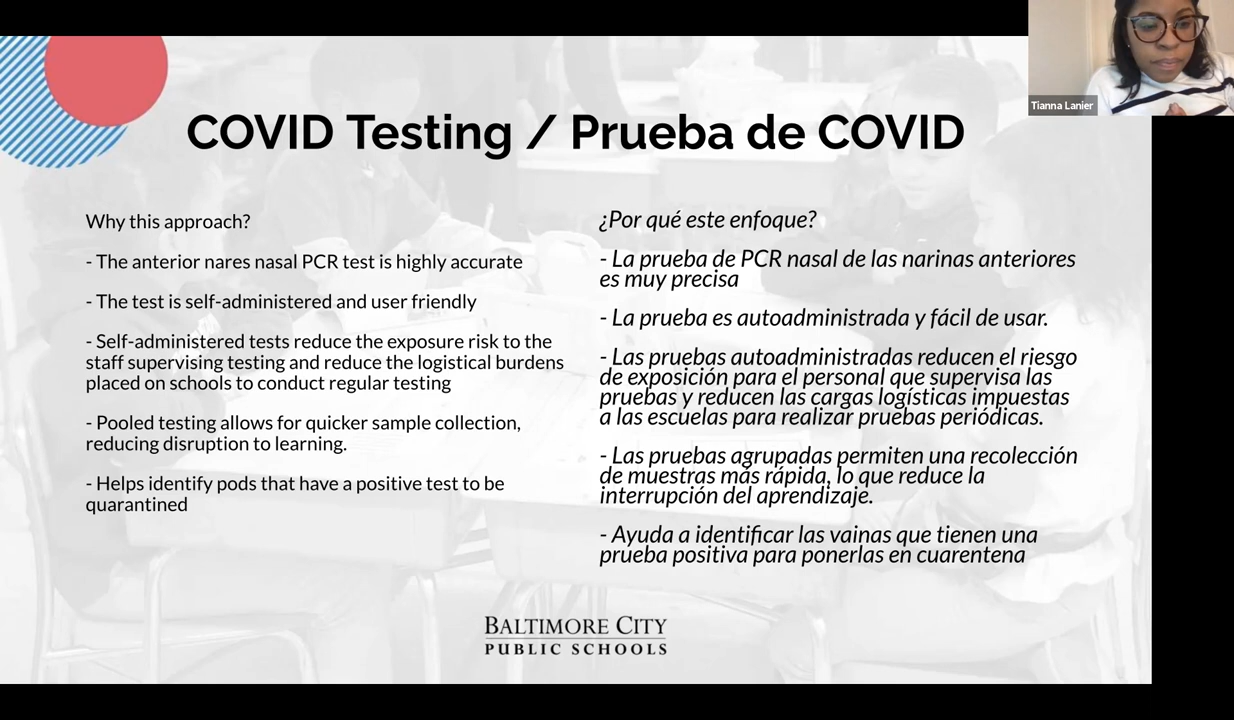 Tianna Lanier
COVID Testing / Prueba de COVID
Why this approach?
- The anterior nares nasal PCR test is highly accurate
- The test is self-administered and user friendly
- Self-administered tests reduce the exposure risk to the
staff supervising testing and reduce the logistical burdens
placed on schools to conduct regular testing
- Pooled testing allows for quicker sample collection,
reducing disruption to learning.
- Helps identify pods that have a positive test to be
quarantined
¿Por qué este enfoque?
- La prueba de PCR nasal de las narinas anteriores
es muy precisa
- La prueba es autoadministrada y fácil de usar.
- Las pruebas autoadministradas reducen el riesgo
de exposición para el personal que supervisa las
pruebas y reducen las cargas logísticas impuestas
a las escuelas para realizar pruebas periódicas.
- Las pruebas agrupadas permiten una recolección
de muestras más rápida, lo que reduce la
interrupción del aprendizaje.
- Ayuda a identificar las vainas que tienen una
prueba positiva para ponerlas en cuarentena
BALTIMORE CITY
PUBLIC SCHOOLS